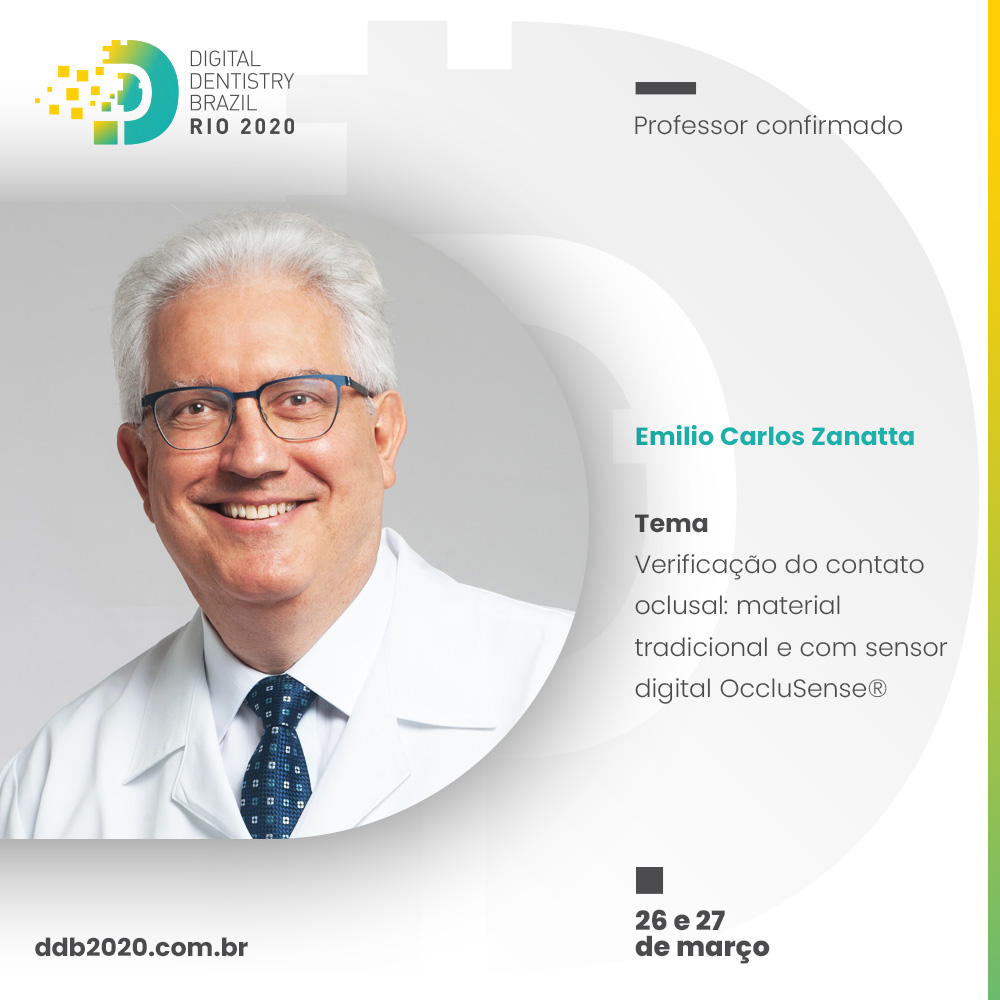 DIGITAL
DENTISTRY
BRAZIL
RIO 2020
Professor confirmado
Emilio Carlos Zanatta
Tema
Verificação do contato
oclusal: material
tradicional e com sensor
digital OccluSense®
26 e 27
de março
ddb2020.com.br